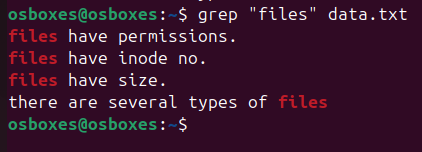 osboxes@osboxes:~$ grep "files" data.txt
files have permissions.
files have inode no.
files have size.
there are several types of files
osboxes@osboxes:~$